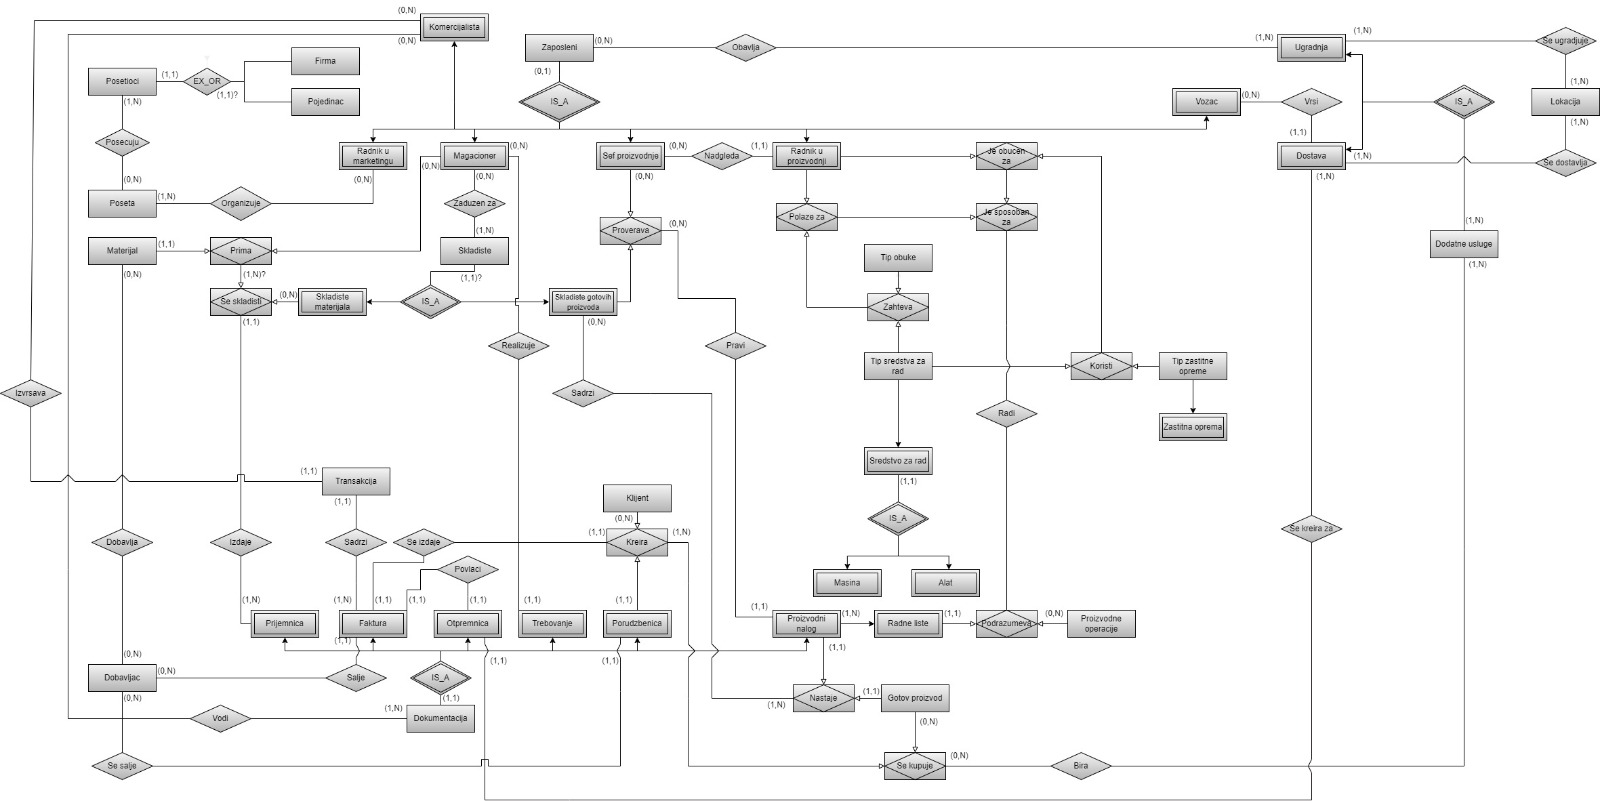 (0,N)
Komercijalista
(0,N)
Zaposleni
(0,N)
Obavlja
(1,N)
Ugradnja
(1,N)
Se ugradjuje
Firma
Posetioci
(1,1)
EX_OR
(1,1)?
Pojedinac
(0,1)
IS_A
Vozac
(0,N)
Vrsi
IS_A
(1,N)
Lokacija
(1,N)
(1,N)
Posecuju
(0,N)
Radnik u
marketingu
(0,N)
Magacioner
(0,N)
(0,N)
(0,N)
Sef proizvodnje
(0,N)
(0,N)
Nadgleda
(1,1)
Radnik u
proizvodnji
Je obucen
za
(1,1)
Dostava
(1,N)
(1,N)
Se dostavlja
Poseta
(1,N)
Organizuje
Zaduzen za
(1,N)
Polaze za
Je sposoban
za
Proverava
(0,N)
Materijal
(1,1)
(0,N)
Prima
(1,N)?
Skladiste
(1,1)?
Tip obuke
(1,N)
Dodatne usluge
(1,N)
Se skladisti
(1,1)
(0,N)
Skladiste
materijala
IS_A
Skladiste gotovih
proizvoda
(0,N)
Zahteva
Realizuje
Pravi
Tip sredstva za
rad
Koristi
Tip zastitne
opreme
Izvrsava
Sadrzi
Radi
Zastitna oprema
Sredstvo za rad
(1,1)
(1,1)
Transakcija
(1,1)
Klijent
(0,N)
IS_A
Se kreira za
Dobavlja
Izdaje
Sadrzi
Se izdaje
(1,1)
Kreira
(1,N)
Povlaci
Masina
Alat
(1,N)
(1,N)
(1,1)
(1,1)
(1,1)
(1,1)
(1,1)
Prijemnica
Faktura
(1,1)
Otpremnica
(1,1)
Trebovanje
Porudzbenica
(1,1)
Proizvodni
nalog
(1,N)
(1,1)
Radne liste
(1,1)
Podrazumeva
(0,N)
Proizvodne
operacije
(0,N)
Dobavljac
(0,N)
(0,N)
Salje
IS_A
(1,1)
Vodi
(1,N)
Dokumentacija
(1,N)
Nastaje
(1,1)
Gotov proizvod
(0,N)
Se salje
Se kupuje
(0,N)
Bira